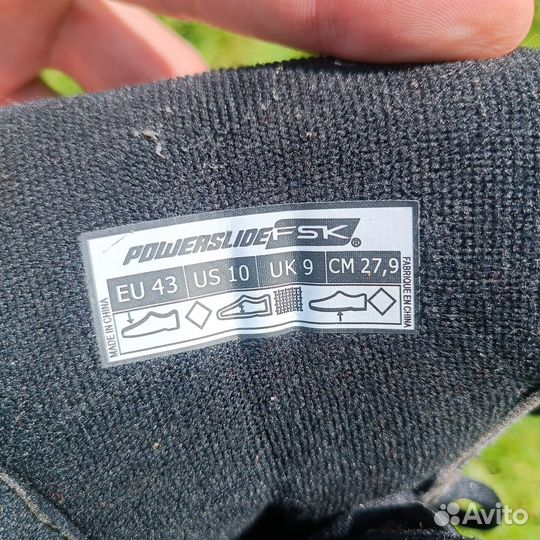 POWERSLIDE FSK®
EU 43 US 10 UK 9 CM 27,9
MADE IN CHINA
FABRIQUE EN CHINA
Avito